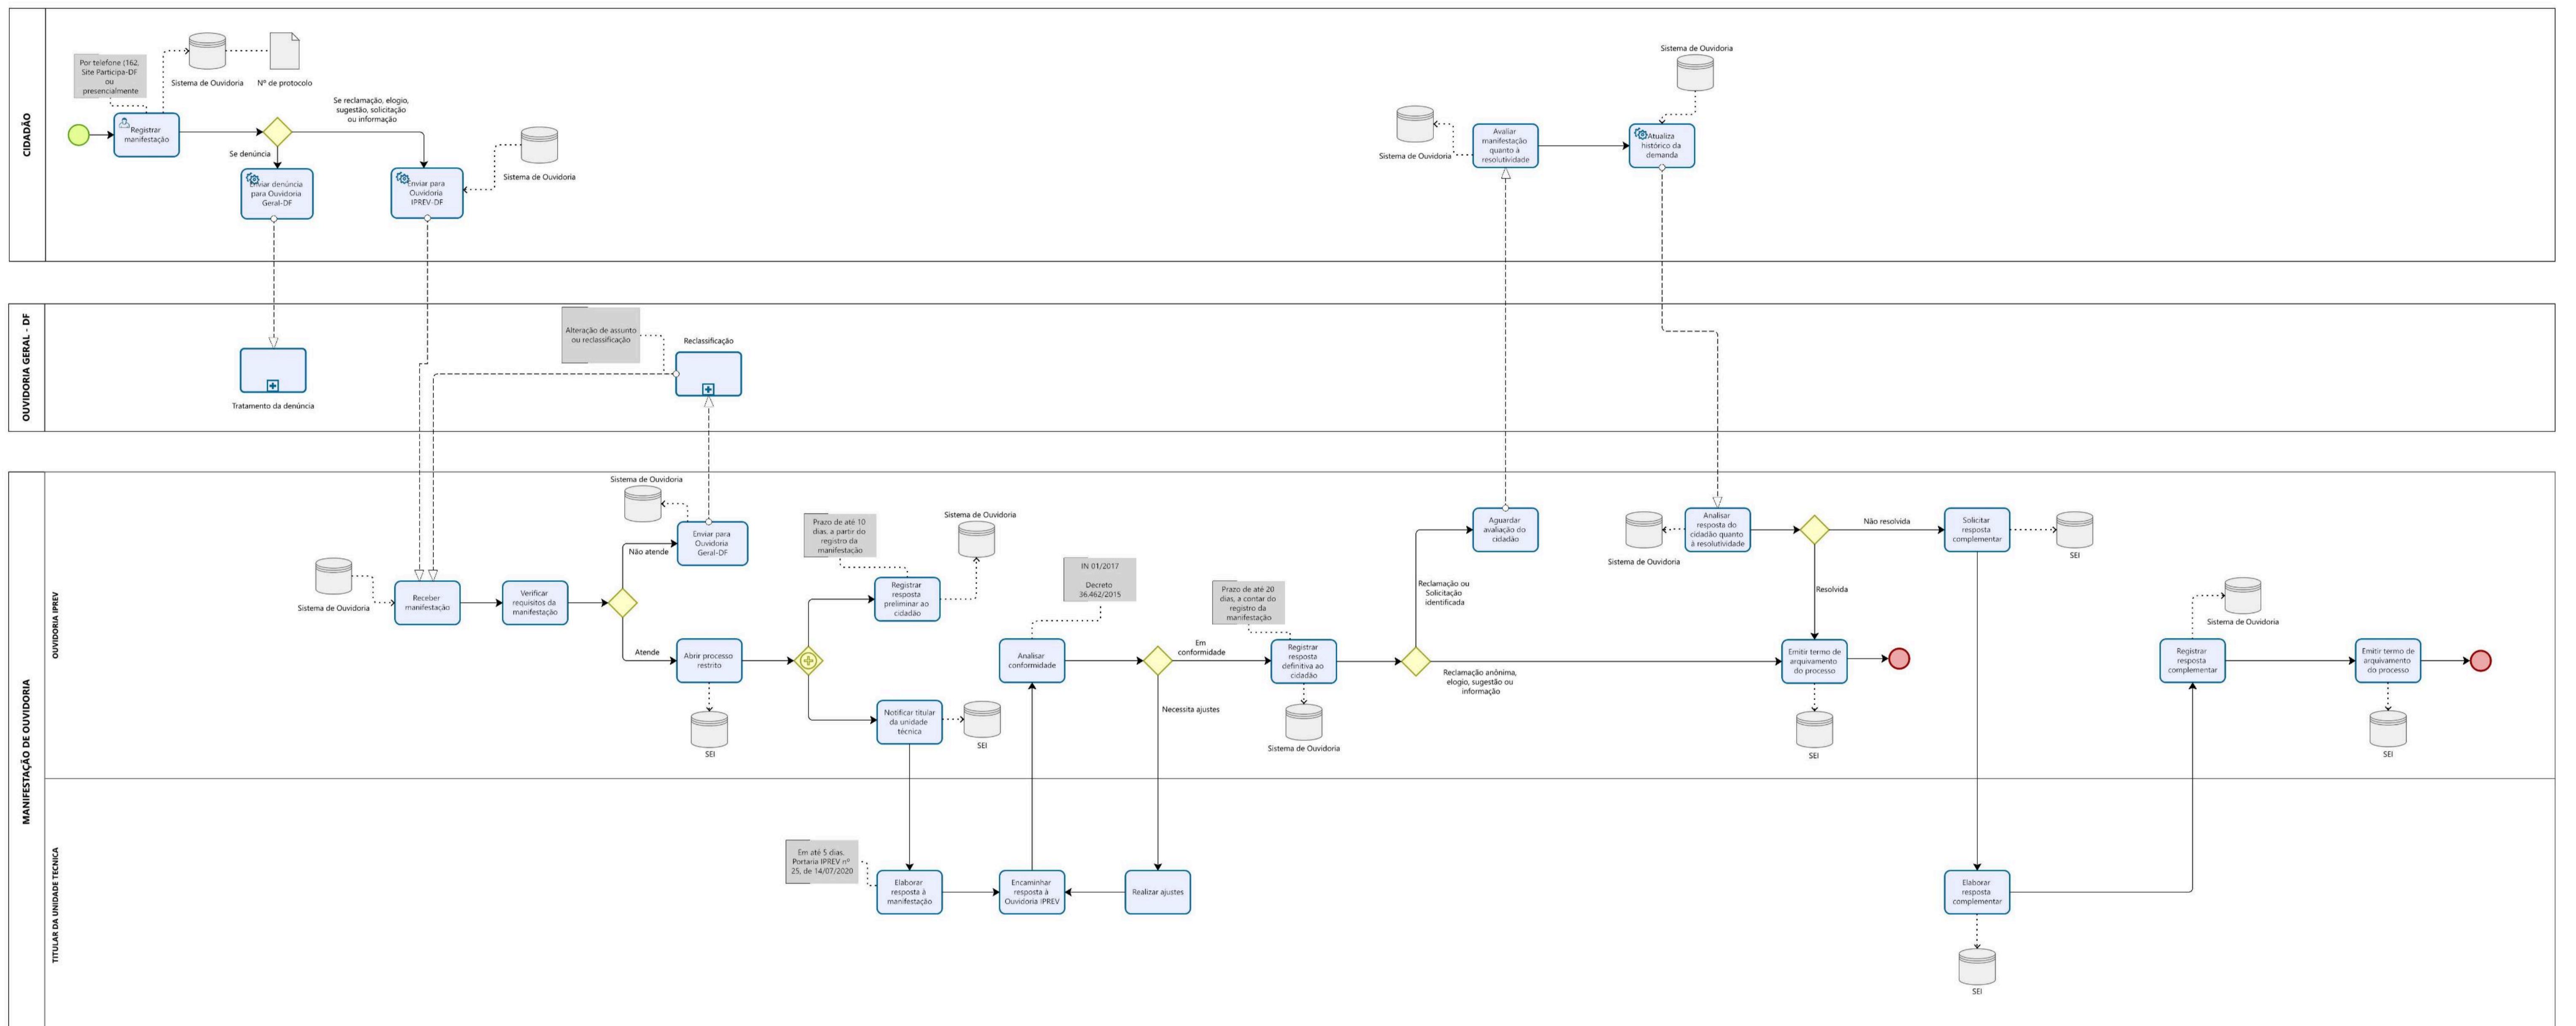 CIDADÃO
Por telefone (162,
Site Participa-DF
ou
presencialmente
Sistema de Ouvidoria
Nº de protocolo
Registrar
manifestação
Se denúncia
Se reclamação, elogio,
sugestão, solicitação
ou informação
Enviar denúncia
para Ouvidoria
Geral-DF
Enviar para
Ouvidoria
IPREV-DF
Sistema de Ouvidoria
Sistema de Ouvidoria
Avaliar
manifestação
quanto à
resolutividade
Sistema de Ouvidoria
Atualiza
histórico da
demanda
OUVIDORIA GERAL - DF
Tratamento da denúncia
Alteração de assunto
ou reclassificação
Reclassificação
MANIFESTAÇÃO DE OUVIDORIA
OUVIDORIA IPREV
Sistema de Ouvidoria
Receber
manifestação
Verificar
requisitos da
manifestação
Sistema de Ouvidoria
Não atende
Enviar para
Ouvidoria
Geral-DF
Atende
Abrir processo
restrito
SEI
Prazo de até 10
dias, a partir do
registro da
manifestação
Registrar
resposta
preliminar ao
cidadão
Sistema de Ouvidoria
Notificar titular
da unidade
técnica
SEI
IN 01/2017
Decreto
36.462/2015
Analisar
conformidade
Em
conformidade
Necessita ajustes
Prazo de até 20
dias, a contar do
registro da
manifestação
Registrar
resposta
definitiva ao
cidadão
Sistema de Ouvidoria
Reclamação ou
Solicitação
identificada
Reclamação anônima,
elogio, sugestão ou
informação
Aguardar
avaliação do
cidadão
Sistema de Ouvidoria
Analisar
resposta do
cidadão quanto
à resolutividade
Não resolvida
Resolvida
Emitir termo de
arquivamento
do processo
SEI
Solicitar
resposta
complementar
SEI
Sistema de Ouvidoria
Registrar
resposta
complementar
Emitir termo de
arquivamento
do processo
SEI
TITULAR DA UNIDADE TECNICA
Em até 5 dias.
Portaria IPREV nº
25, de 14/07/2020
Elaborar
resposta à
manifestação
Encaminhar
resposta à
Ouvidoria IPREV
Realizar ajustes
Elaborar
resposta
complementar
SEI